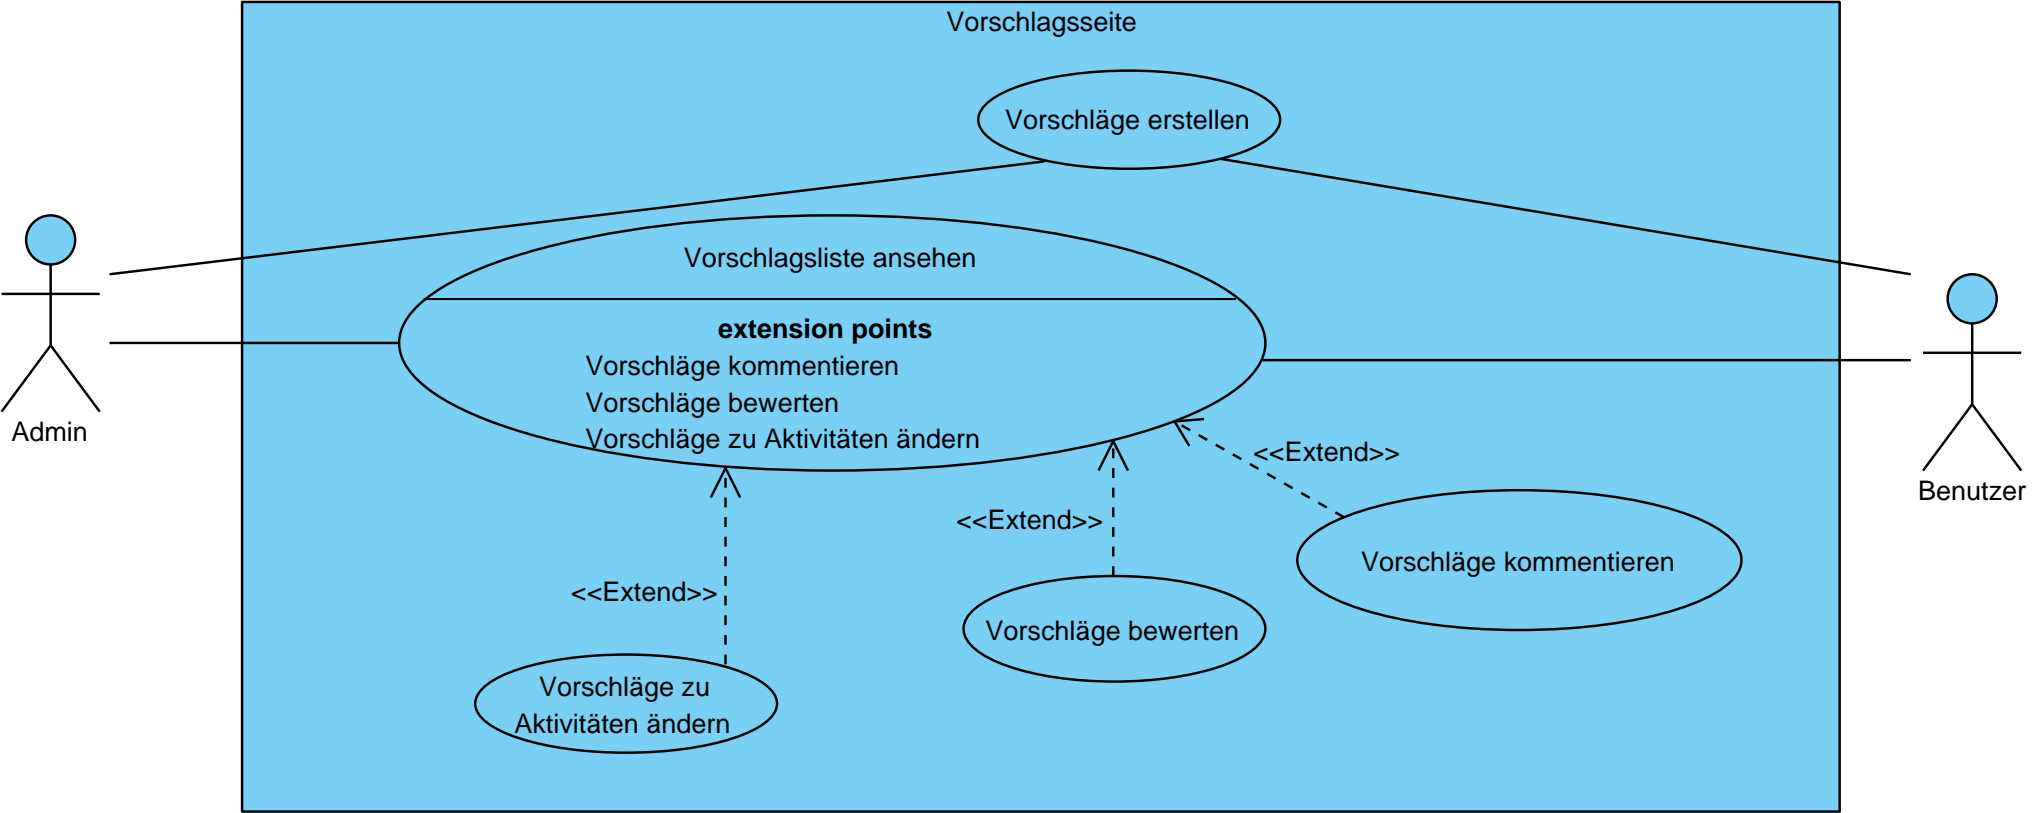 Vorschlagsseite
Vorschläge erstellen
Vorschlagsliste ansehen
extension points
Vorschläge kommentieren
Vorschläge bewerten
Vorschläge zu Aktivitäten ändern
Admin
Benutzer
<<Extend>>
<<Extend>>
<<Extend>>
Vorschläge kommentieren
Vorschläge bewerten
Vorschläge zu
Aktivitäten ändern